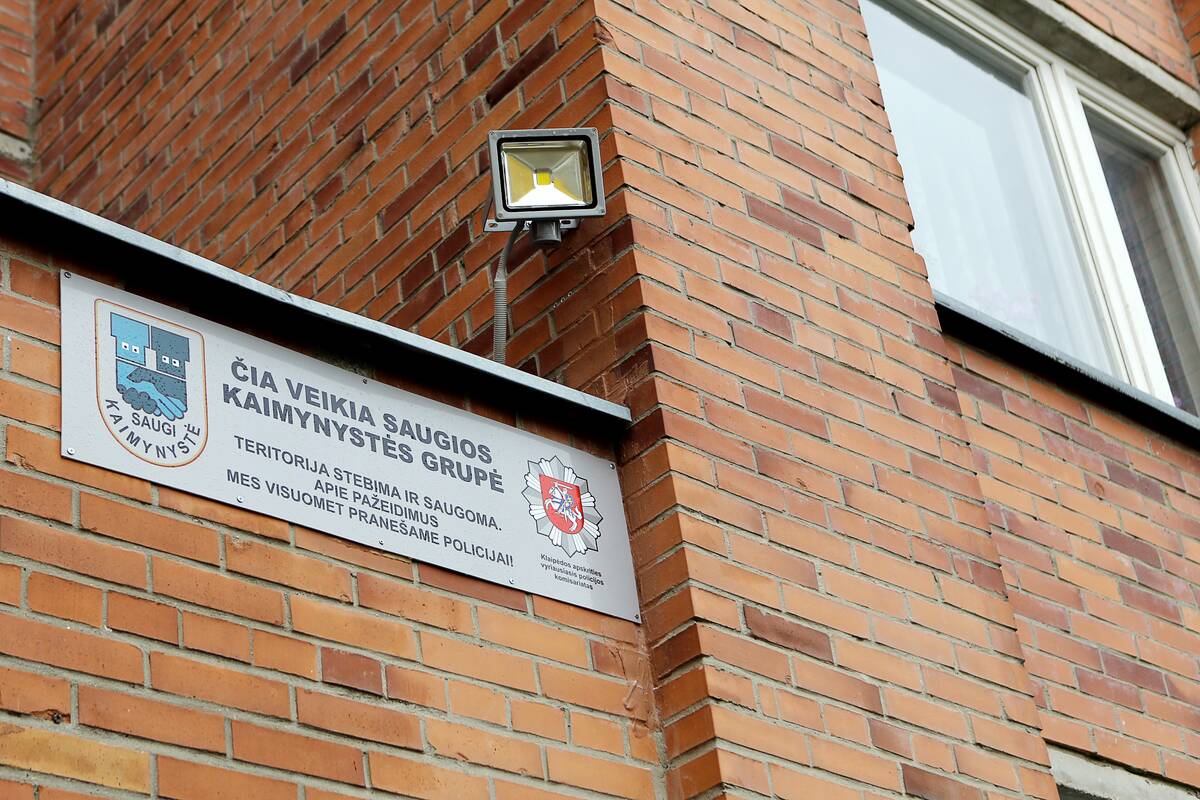 SAUGI
KAIMYNYSTĖ
ČIA VEIKIA SAUGIOS
KAIMYNYSTĖS GRUPĖ
TERITORIJA STEBIMA IR SAUGOMA.
APIE PAŽEIDIMUS
MES VISUOMET PRANEŠAME POLICIJAI!
Klaipėdos apskrities
vyriausiasis policijos
komisariatas